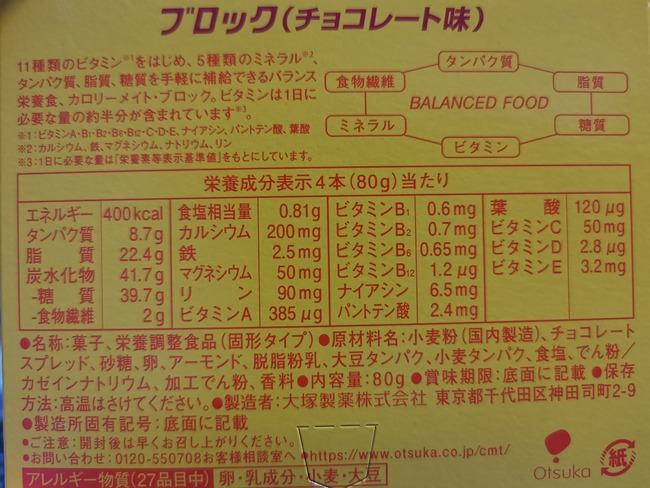 ブロック(チョコレート味)
11種類のビタミン※1をはじめ、5種類のミネラル※2、
タンパク質、脂質、糖質を手軽に補給できるバランス
栄養食、カロリーメイト・ブロック。ビタミンは1日に
必要な量の約半分が含まれています※3。
※1:ビタミンA・B1・B2・B6・B12・C・D・E、ナイアシン、パントテン酸、葉酸
※2:カルシウム、鉄、マグネシウム、ナトリウム、リン
※3:1日に必要な量は「栄養素等表示基準値」をもとにしています。
タンパク質
食物繊維 脂質
BALANCED FOOD
ミネラル 糖質
ビタミン
栄養成分表示4本(80g)当たり
エネルギー 400kcal 食塩相当量 0.81g ビタミンB1 0.6mg 葉酸 120μg
タンパク質 8.7g カルシウム 200mg ビタミンB2 0.7mg ビタミンC 50mg
脂質 22.4g 鉄 2.5mg ビタミンB6 0.65mg ビタミンD 2.8μg
炭水化物 41.7g マグネシウム 50mg ビタミンB12 1.2μg ビタミンE 3.2mg
-糖質 39.7g リン 90mg ナイアシン 6.5mg
-食物繊維 2g ビタミンA 385μg パントテン酸 2.4mg
●名称:菓子、栄養調整食品(固形タイプ)●原材料名:小麦粉(国内製造)、チョコレート
スプレッド、砂糖、卵、アーモンド、脱脂粉乳、大豆タンパク、小麦タンパク、食塩、でん粉/
カゼインナトリウム、加工でん粉、香料●内容量:80g ●賞味期限:底面に記載 ●保存
方法:高温はさけてください。●製造者:大塚製薬株式会社 東京都千代田区神田司町2-9
●製造所固有記号:底面に記載
●ご注意:開封後は早くお召し上がりください。
●お問い合わせ:0120-550708お客様相談室へ ●https://www.otsuka.co.jp/cmt/
アレルギー物質(27品目中) 卵・乳成分・小麦・大豆
Otsuka
紙